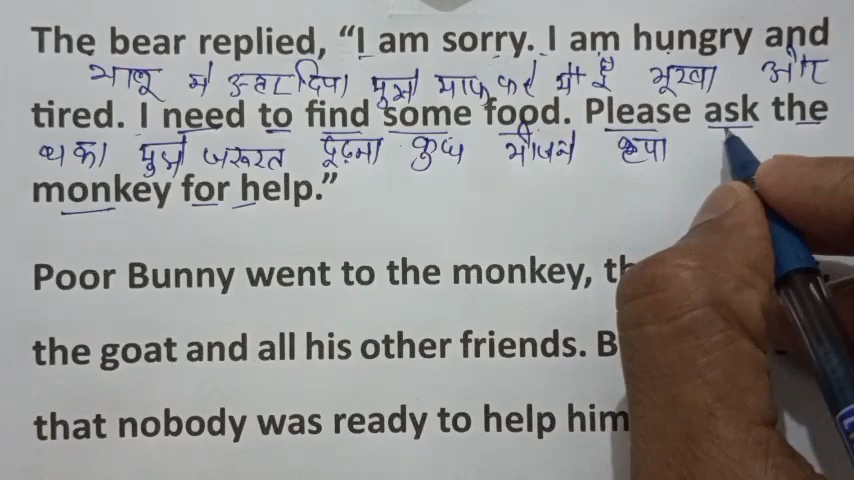 The bear replied, “I am sorry. I am hungry and
भालू ने उत्तर दिया मुझे माफ करे मैं हूँ भूखा और
tired. I need to find some food. Please ask the
थका मुझे जरूरत ढूढ़ना कुछ भोजन कृपा
monkey for help.”
Poor Bunny went to the monkey,
the goat and all his other friends.
that nobody was ready to help him